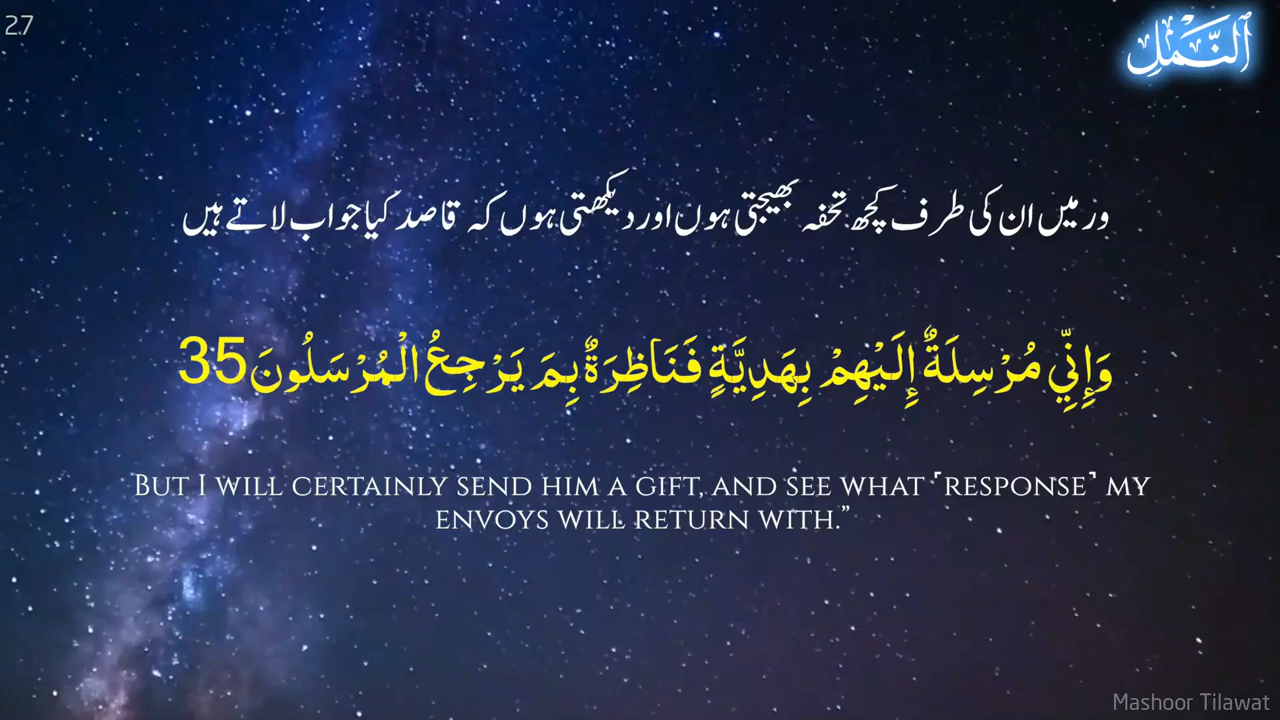 27
ٱلنَّمْلِ
ور میں ان کی طرف کچھ تحفہ بھیجتی ہوں اور دیکھتی ہوں کہ قاصد کیا جواب لاتے ہیں
وَإِنِّي مُرْسِلَةٌ إِلَيْهِمْ بِهَدِيَّةٍ فَنَاظِرَةٌ بِمَ يَرْجِعُ الْمُرْسَلُونَ35
But I will certainly send him a gift, and see what ˹response˺ my
envoys will return with.”
Mashoor Tilawat